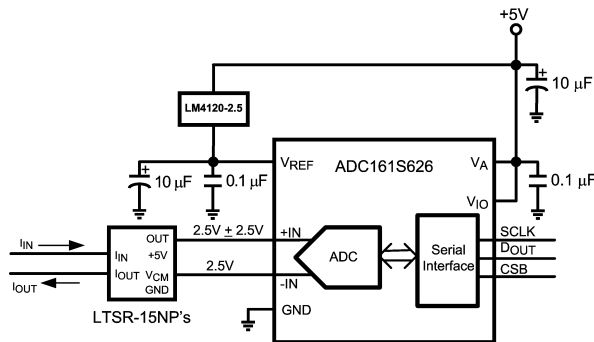 +5V
+
10 μF
LM4120-2.5
+
10 μF
0.1 μF
VREF
ADC161S626
VA
VIO
0.1 μF
IIN
IOUT
OUT
+5V
IIN
IOUT
VCM
GND
LTSR-15NP's
2.5V ± 2.5V
2.5V
+IN
-IN
ADC
GND
Serial
Interface
SCLK
DOUT
CSB